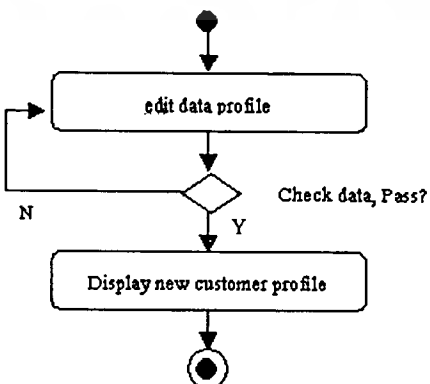 edit data profile
Check data, Pass?
N
Y
Display new customer profile